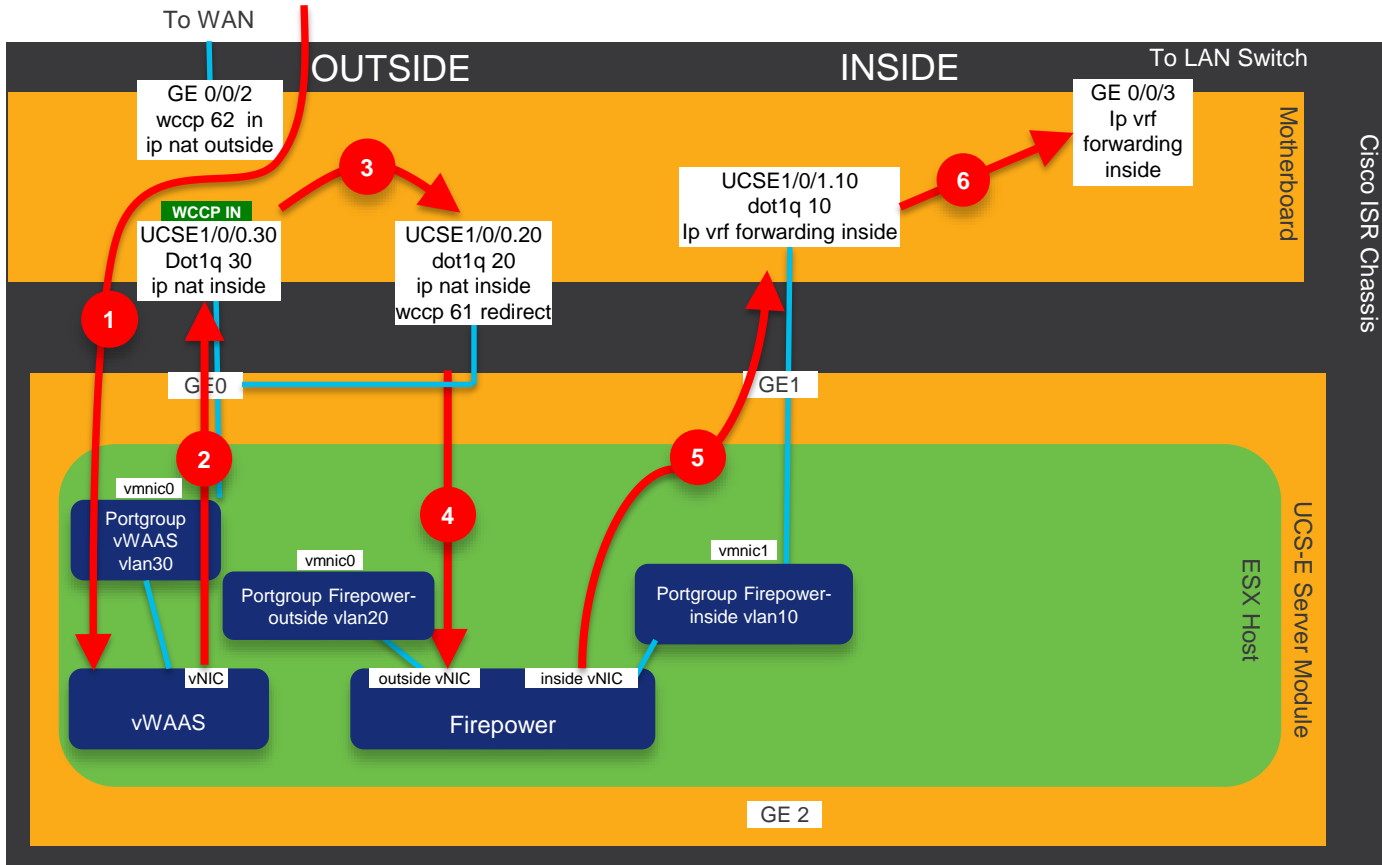 To WAN
OUTSIDE
INSIDE
To LAN Switch
GE 0/0/2
wccp 62 in
ip nat outside
GE 0/0/3
Ip vrf
forwarding
inside
Motherboard
Cisco ISR Chassis
3
6
WCCP IN
UCSE1/0/0.30
Dot1q 30
ip nat inside
UCSE1/0/0.20
dot1q 20
ip nat inside
wccp 61 redirect
UCSE1/0/1.10
dot1q 10
Ip vrf forwarding inside
1
GE0
GE1
2
5
4
vmnic0
Portgroup
vWAAS
vlan30
vmnic0
Portgroup Firepower-
outside vlan20
vmnic1
Portgroup Firepower-
inside vlan10
ESX Host
UCS-E Server Module
vNIC
vWAAS
outside vNIC
inside vNIC
Firepower
GE 2